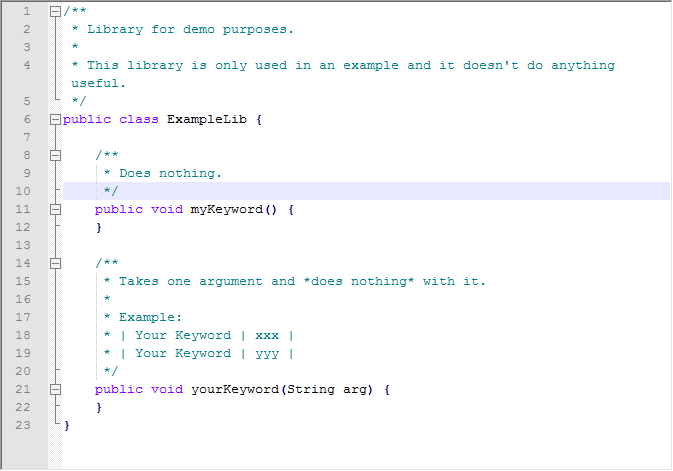 1 /**
2  * Library for demo purposes.
3  *
4  * This library is only used in an example and it doesn't do anything
 useful.
5  */
6 public class ExampleLib {
7
8     /**
9      * Does nothing.
10      */
11     public void myKeyword() {
12     }
13
14     /**
15      * Takes one argument and *does nothing* with it.
16      *
17      * Example:
18      * | Your Keyword | xxx |
19      * | Your Keyword | yyy |
20      */
21     public void yourKeyword(String arg) {
22     }
23 }